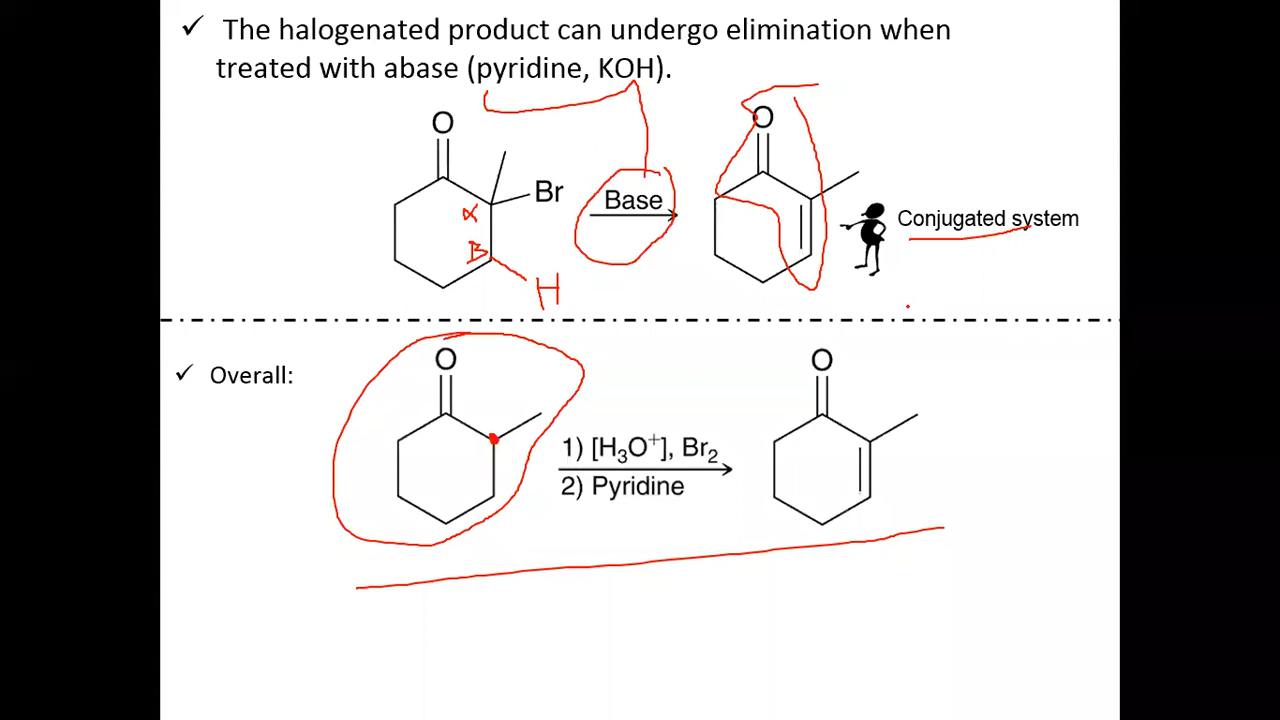 ✓ The halogenated product can undergo elimination when
treated with abase (pyridine, KOH).
O
Br
α
B
H
Base
O
Conjugated system
✓ Overall:
O
1) [H₃O⁺], Br₂
2) Pyridine
O